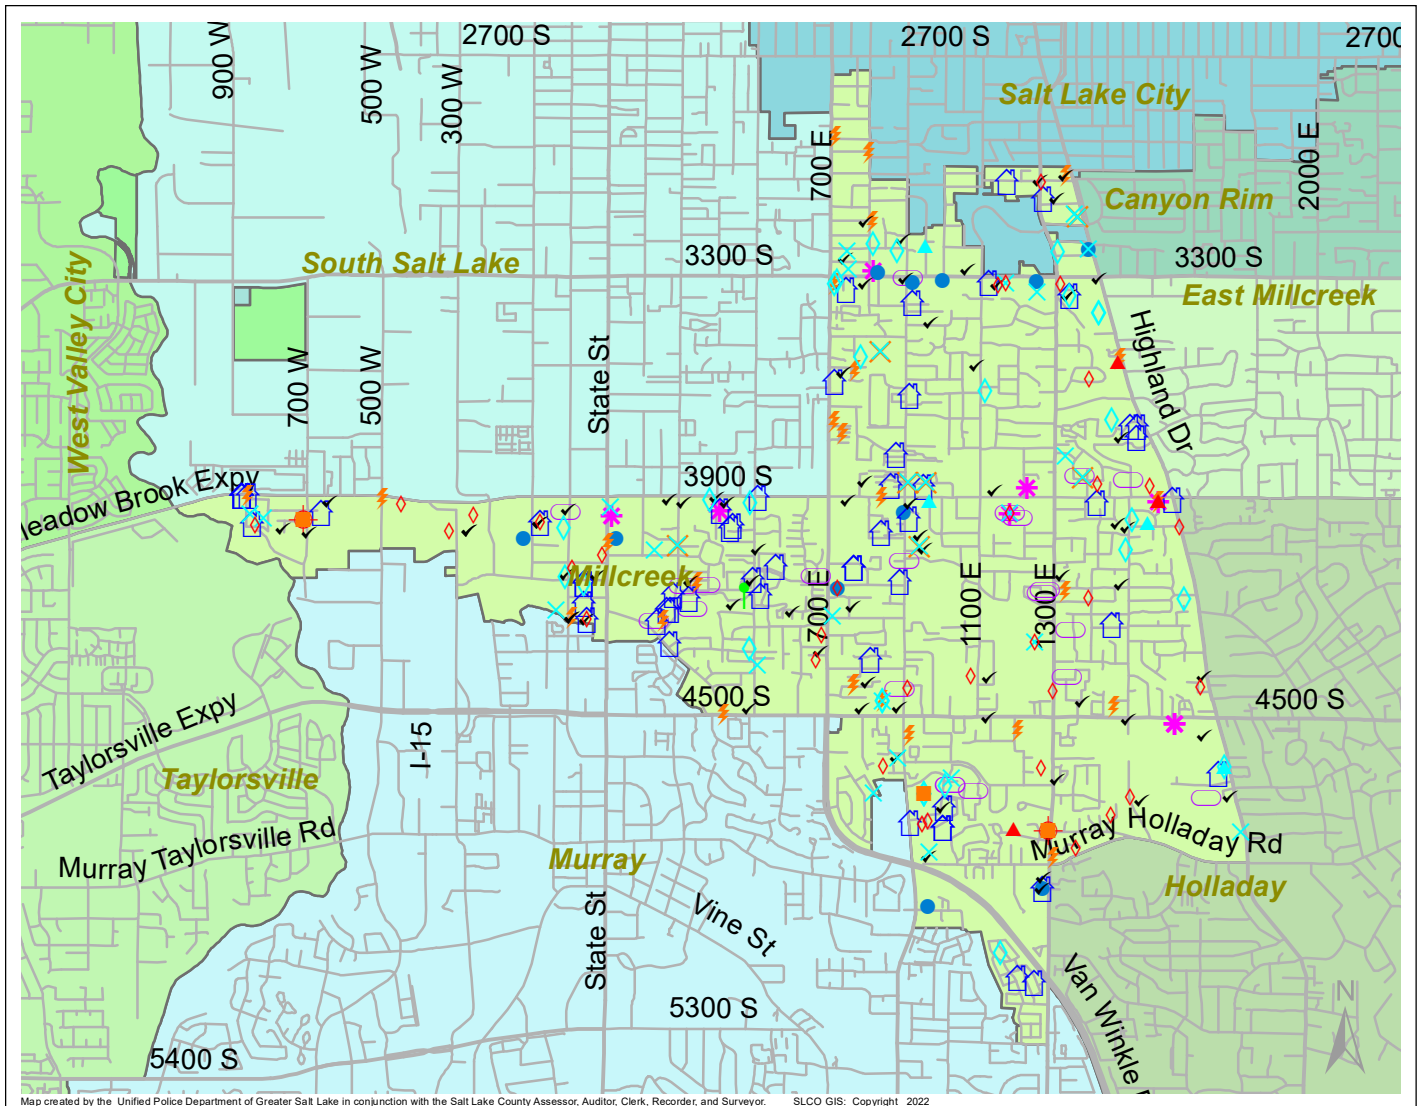 2700 S
2700 S
2700
900 W
500 W
300 W
Salt Lake City
700 E
2000 E
Canyon Rim
3300 S
3300 S
South Salt Lake
East Millcreek
West Valley City
Highland Dr
700 W
500 W
State St
3900 S
leadow Brook Expy
Millcreek
700 E
1100 E
1300 E
4500 S
4500 S
Taylorsville Expy
I-15
Taylorsville
Murray Taylorsville Rd
Murray
Murray Holladay Rd
Holladay
State St
Vine St
Van Winkle
5300 S
5400 S
N
Map created by the Unified Police Department of Greater Salt Lake in conjunction with the Salt Lake County Assessor, Auditor, Clerk, Recorder, and Surveyor. SLCO GIS: Copyright 2022